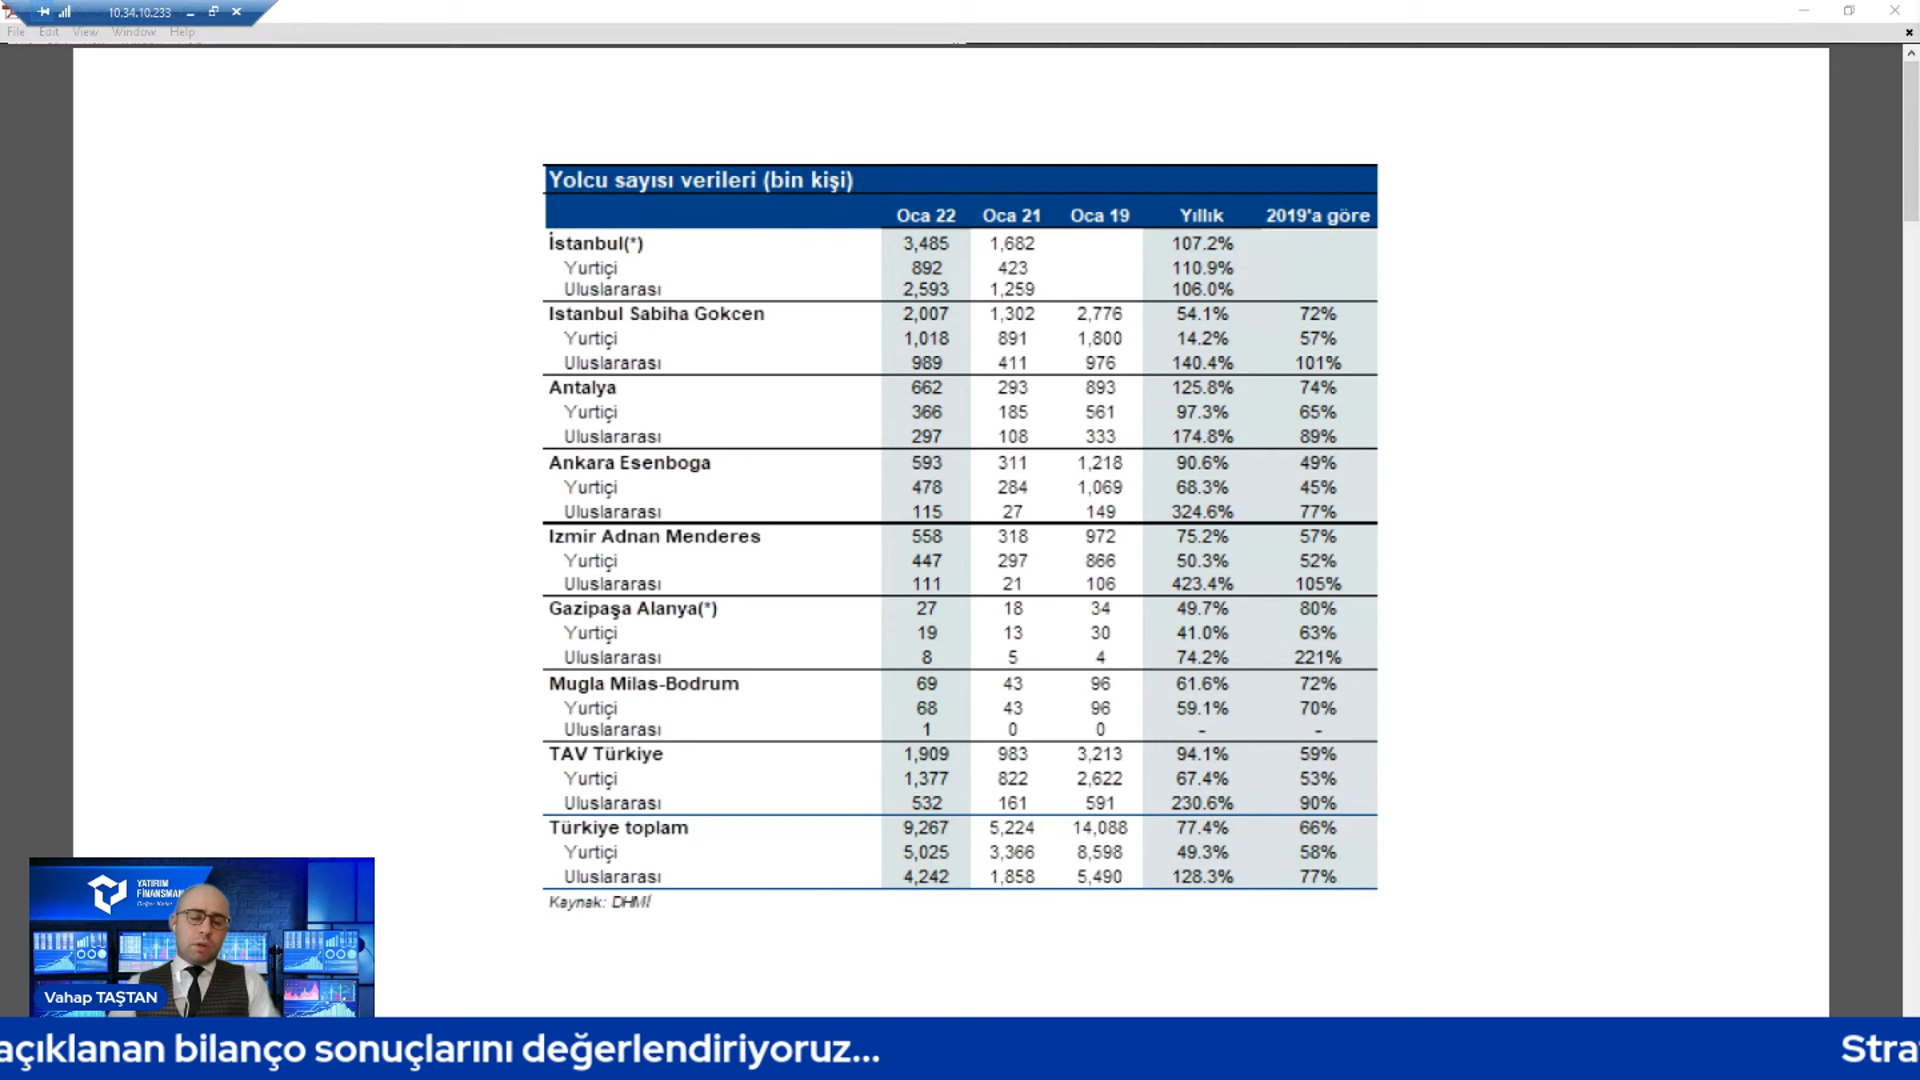 10.34.10.233
File Edit View Window Help
Yolcu sayısı verileri (bin kişi)
Oca 22 Oca 21 Oca 19 Yıllık 2019'a göre
İstanbul(*) 3,485 1,682 107.2%
Yurtiçi 892 423 110.9%
Uluslararası 2,593 1,259 106.0%
Istanbul Sabiha Gokcen 2,007 1,302 2,776 54.1% 72%
Yurtiçi 1,018 891 1,800 14.2% 57%
Uluslararası 989 411 976 140.4% 101%
Antalya 662 293 893 125.8% 74%
Yurtiçi 366 185 561 97.3% 65%
Uluslararası 297 108 333 174.8% 89%
Ankara Esenboga 593 311 1,218 90.6% 49%
Yurtiçi 478 284 1,069 68.3% 45%
Uluslararası 115 27 149 324.6% 77%
Izmir Adnan Menderes 558 318 972 75.2% 57%
Yurtiçi 447 297 866 50.3% 52%
Uluslararası 111 21 106 423.4% 105%
Gazipaşa Alanya(*) 27 18 34 49.7% 80%
Yurtiçi 19 13 30 41.0% 63%
Uluslararası 8 5 4 74.2% 221%
Mugla Milas-Bodrum 69 43 96 61.6% 72%
Yurtiçi 68 43 96 59.1% 70%
Uluslararası 1 0 0 - -
TAV Türkiye 1,909 983 3,213 94.1% 59%
Yurtiçi 1,377 822 2,622 67.4% 53%
Uluslararası 532 161 591 230.6% 90%
Türkiye toplam 9,267 5,224 14,088 77.4% 66%
Yurtiçi 5,025 3,366 8,598 49.3% 58%
Uluslararası 4,242 1,858 5,490 128.3% 77%
Kaynak: DHMİ
YATIRIM
FİNANSMAN
Vahap TAŞTAN
açıklanan bilanço sonuçlarını değerlendiriyoruz... Stra